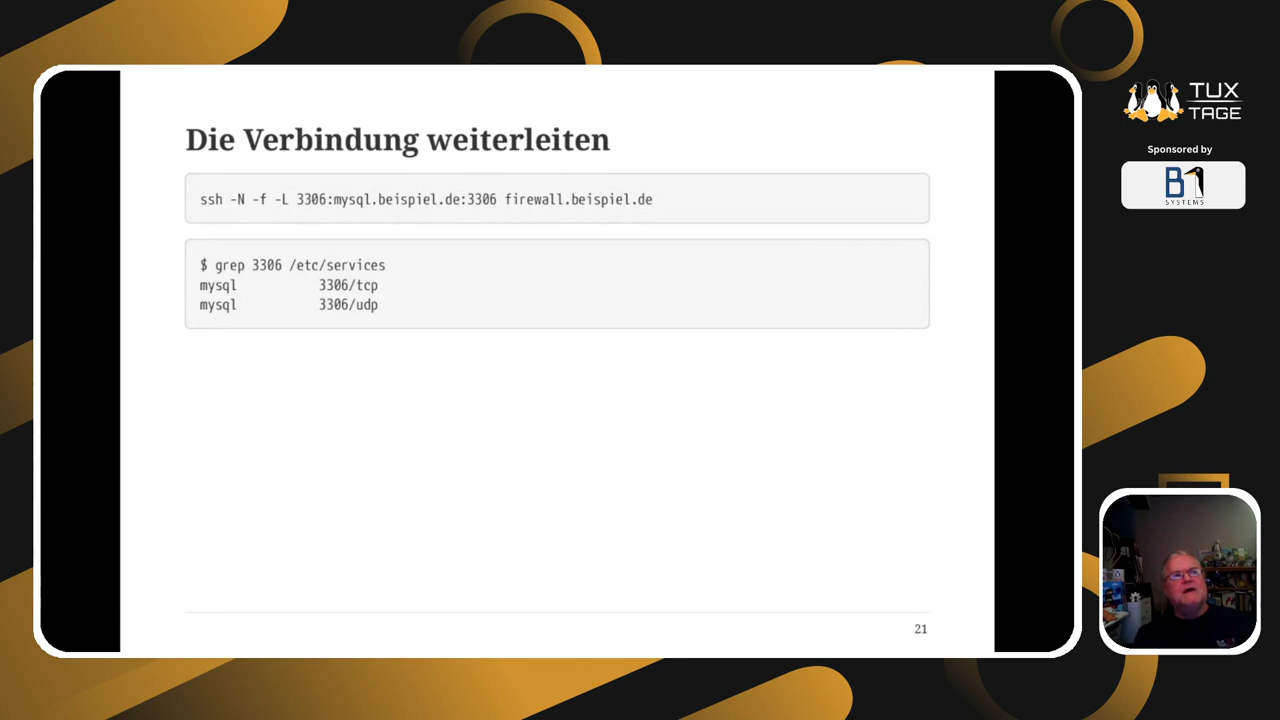 Die Verbindung weiterleiten
ssh -N -f -L 3306:mysql.beispiel.de:3306 firewall.beispiel.de
$ grep 3306 /etc/services
mysql 3306/tcp
mysql 3306/udp
21
TUX
TAGE
Sponsored by
B1
SYSTEMS